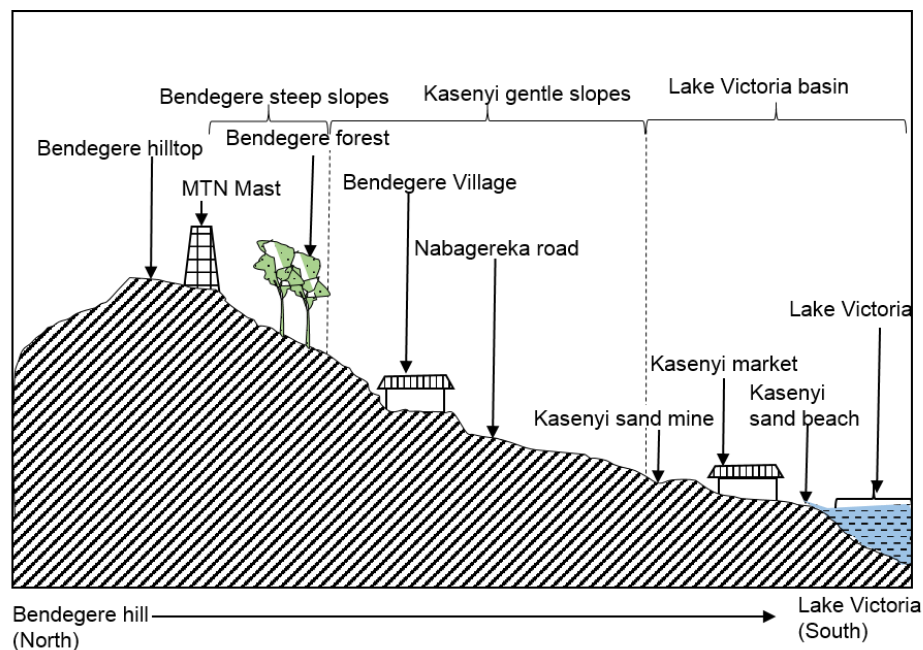 Bendegere steep slopes
Kasenyi gentle slopes
Lake Victoria basin
Bendegere hilltop
Bendegere forest
MTN Mast
Bendegere Village
Nabagereka road
Lake Victoria
Kasenyi market
Kasenyi sand mine
Kasenyi
sand beach
Bendegere hill
(North)
Lake Victoria
(South)